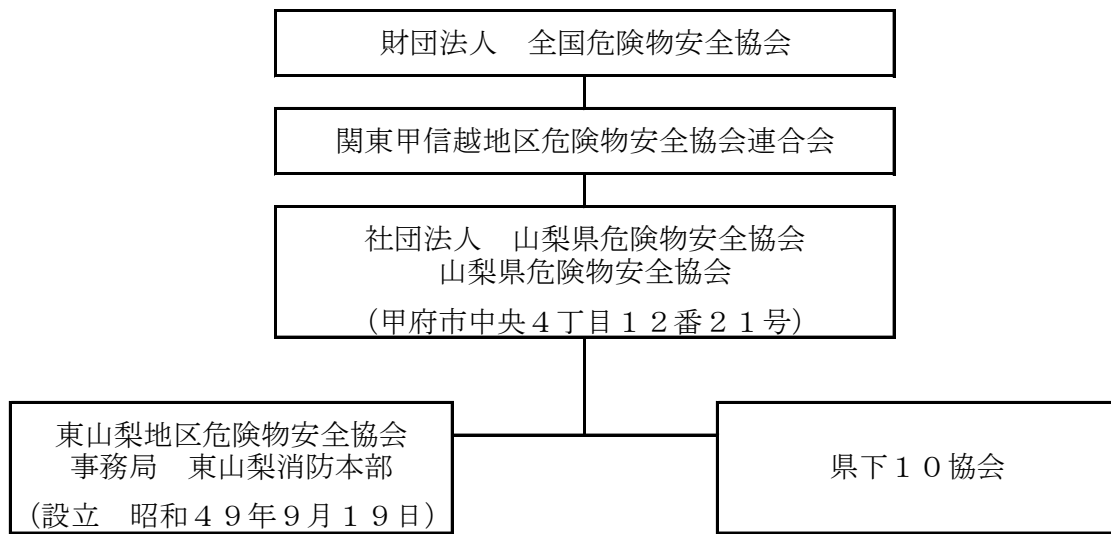 財団法人　全国危険物安全協会
関東甲信越地区危険物安全協会連合会
社団法人　山梨県危険物安全協会
山梨県危険物安全協会
（甲府市中央４丁目１２番２１号）
東山梨地区危険物安全協会
事務局　東山梨消防本部
（設立　昭和４９年９月１９日）
県下１０協会